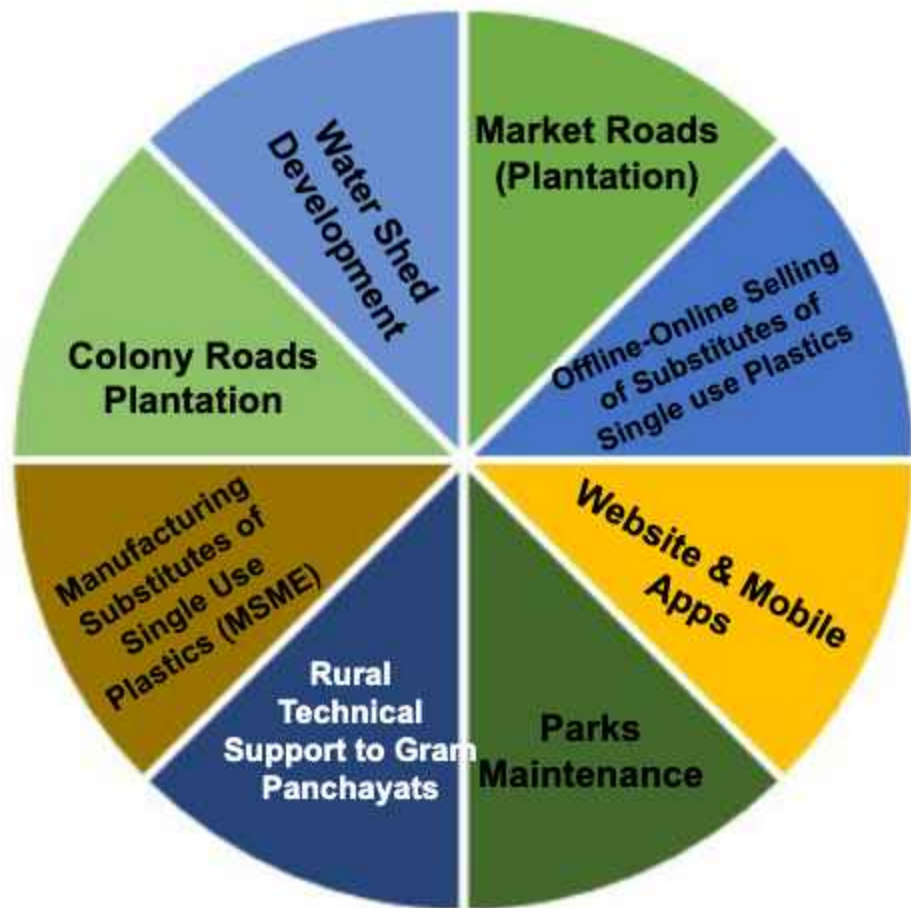 Market Roads
(Plantation)
Offline-Online Selling
of Substitutes of
Single use Plastics
Website & Mobile
Apps
Parks
Maintenance
Rural
Technical
Support to Gram
Panchayats
Manufacturing
Substitutes of
Single Use
Plastics (MSME)
Colony Roads
Plantation
Water Shed
Development